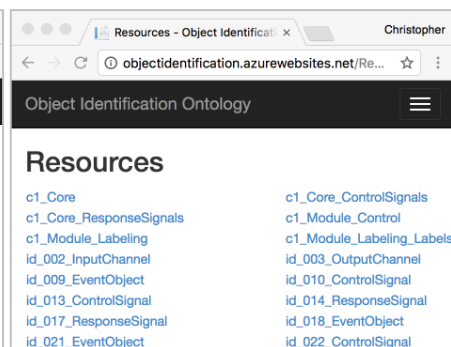 Resources - Object Identificati × Christopher
objectidentification.azurewebsites.net/Re...
Object Identification Ontology
Resources
c1_Core c1_Core_ControlSignals
c1_Core_ResponseSignals c1_Module_Control
c1_Module_Labeling c1_Module_Labeling_Labels
id_002_InputChannel id_003_OutputChannel
id_009_EventObject id_010_ControlSignal
id_013_ControlSignal id_014_ResponseSignal
id_017_ResponseSignal id_018_EventObject
id_021_EventObject id_022_ControlSignal